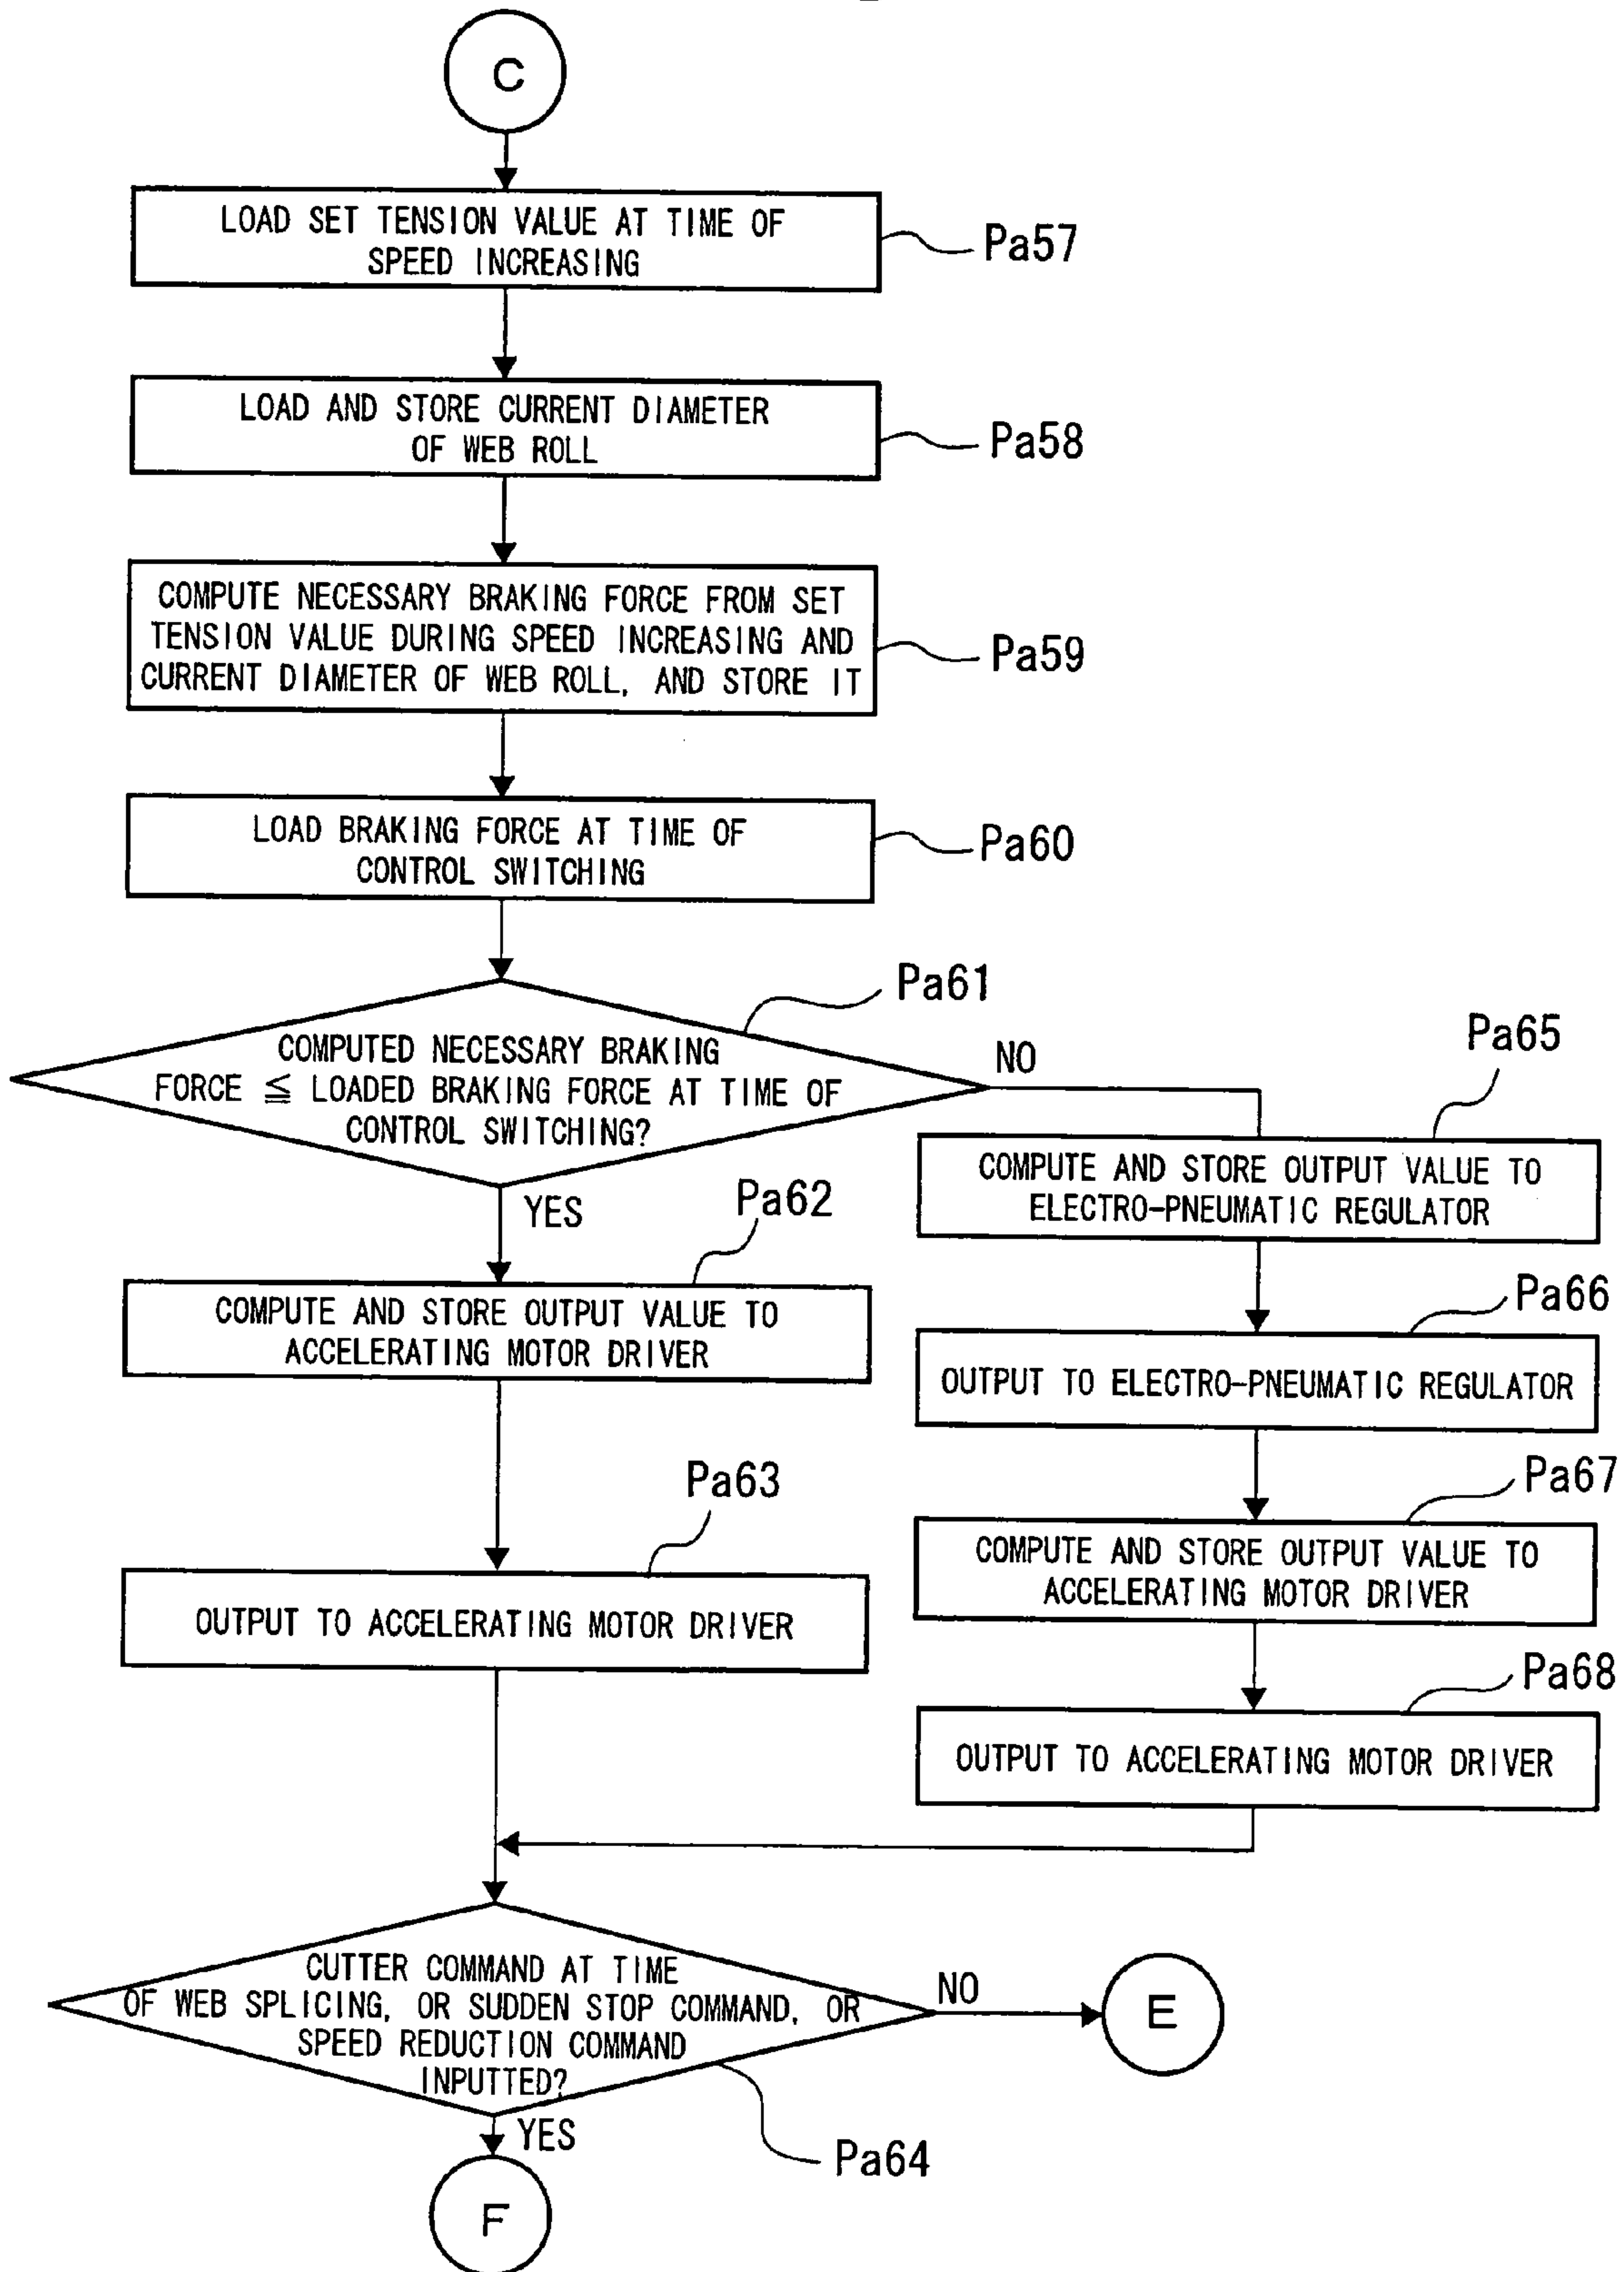 C
LOAD SET TENSION VALUE AT TIME OF
SPEED INCREASING
Pa57
LOAD AND STORE CURRENT DIAMETER
OF WEB ROLL
Pa58
COMPUTE NECESSARY BRAKING FORCE FROM SET
TENSION VALUE DURING SPEED INCREASING AND
CURRENT DIAMETER OF WEB ROLL, AND STORE IT
Pa59
LOAD BRAKING FORCE AT TIME OF
CONTROL SWITCHING
Pa60
Pa61
COMPUTED NECESSARY BRAKING
FORCE ≦ LOADED BRAKING FORCE AT TIME OF
CONTROL SWITCHING?
NO
YES
Pa62
COMPUTE AND STORE OUTPUT VALUE TO
ACCELERATING MOTOR DRIVER
Pa63
OUTPUT TO ACCELERATING MOTOR DRIVER
Pa65
COMPUTE AND STORE OUTPUT VALUE TO
ELECTRO-PNEUMATIC REGULATOR
Pa66
OUTPUT TO ELECTRO-PNEUMATIC REGULATOR
Pa67
COMPUTE AND STORE OUTPUT VALUE TO
ACCELERATING MOTOR DRIVER
Pa68
OUTPUT TO ACCELERATING MOTOR DRIVER
CUTTER COMMAND AT TIME
OF WEB SPLICING, OR SUDDEN STOP COMMAND, OR
SPEED REDUCTION COMMAND
INPUTTED?
NO
E
YES
Pa64
F